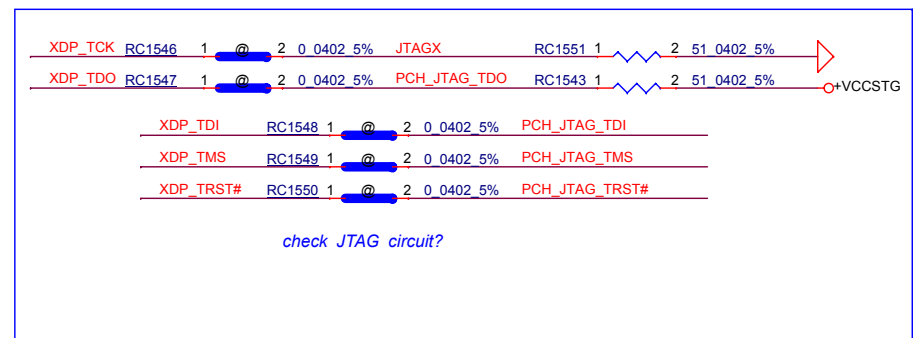 XDP_TCK RC1546 1 @ 2 0_0402_5% JTAGX RC1551 1 2 51_0402_5%
XDP_TDO RC1547 1 @ 2 0_0402_5% PCH_JTAG_TDO RC1543 1 2 51_0402_5% +VCCSTG
XDP_TDI RC1548 1 @ 2 0_0402_5% PCH_JTAG_TDI
XDP_TMS RC1549 1 @ 2 0_0402_5% PCH_JTAG_TMS
XDP_TRST# RC1550 1 @ 2 0_0402_5% PCH_JTAG_TRST#
check JTAG circuit?